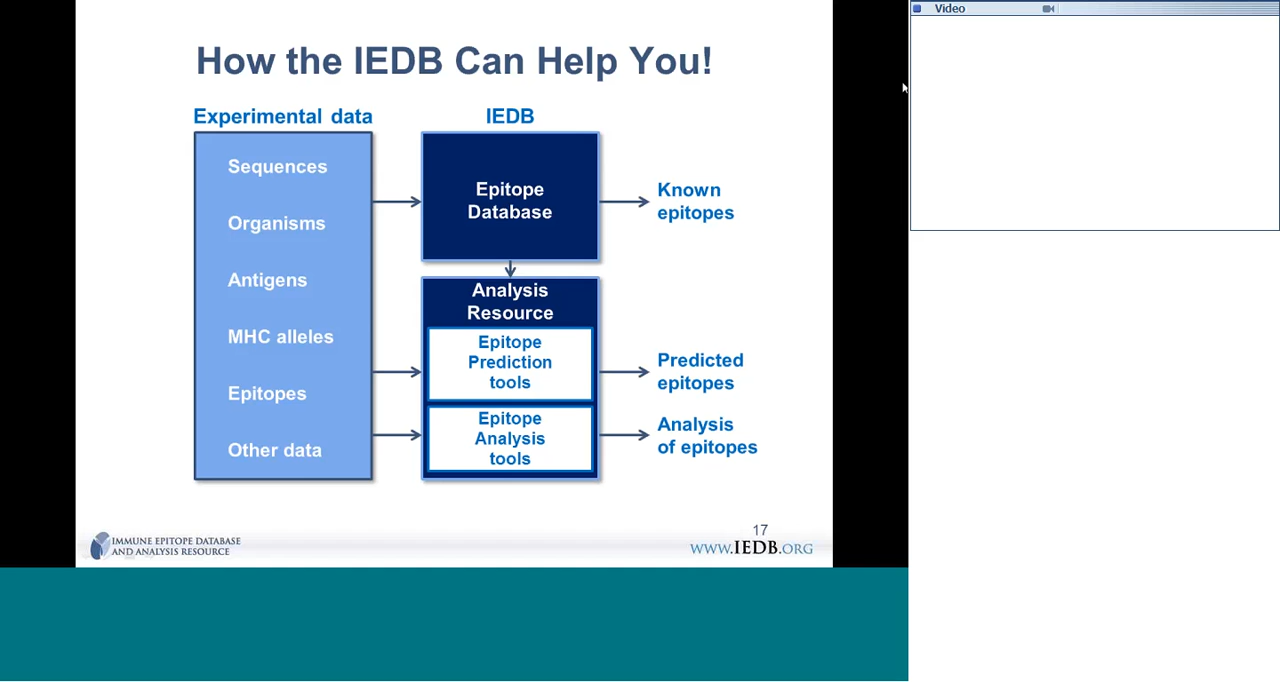 Video
How the IEDB Can Help You!
Experimental data
Sequences
Organisms
Antigens
MHC alleles
Epitopes
Other data
IEDB
Epitope
Database
Analysis
Resource
Epitope
Prediction
tools
Epitope
Analysis
tools
Known
epitopes
Predicted
epitopes
Analysis
of epitopes
IMMUNE EPITOPE DATABASE
AND ANALYSIS RESOURCE
17
WWW.IEDB.ORG